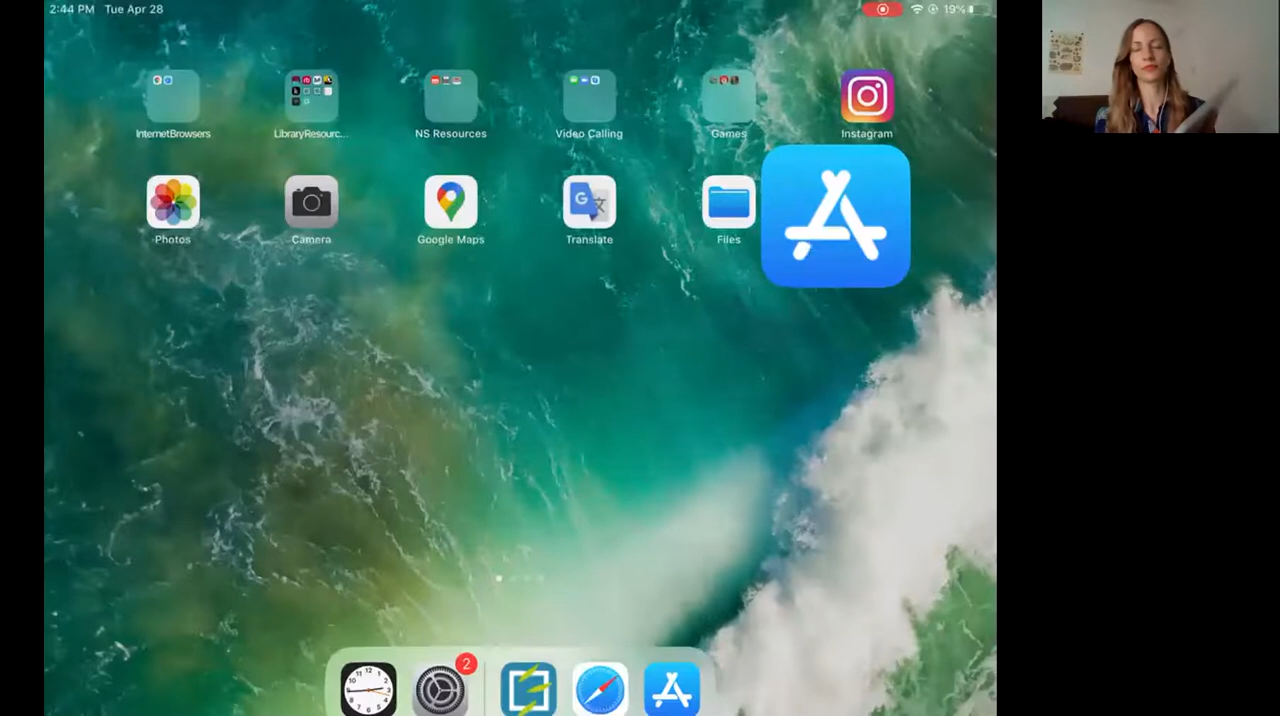 2:44 PM Tue Apr 28
19%
InternetBrowsers
LibraryResourc...
NS Resources
Video Calling
Games
Instagram
Photos
Camera
Google Maps
Translate
Files
2